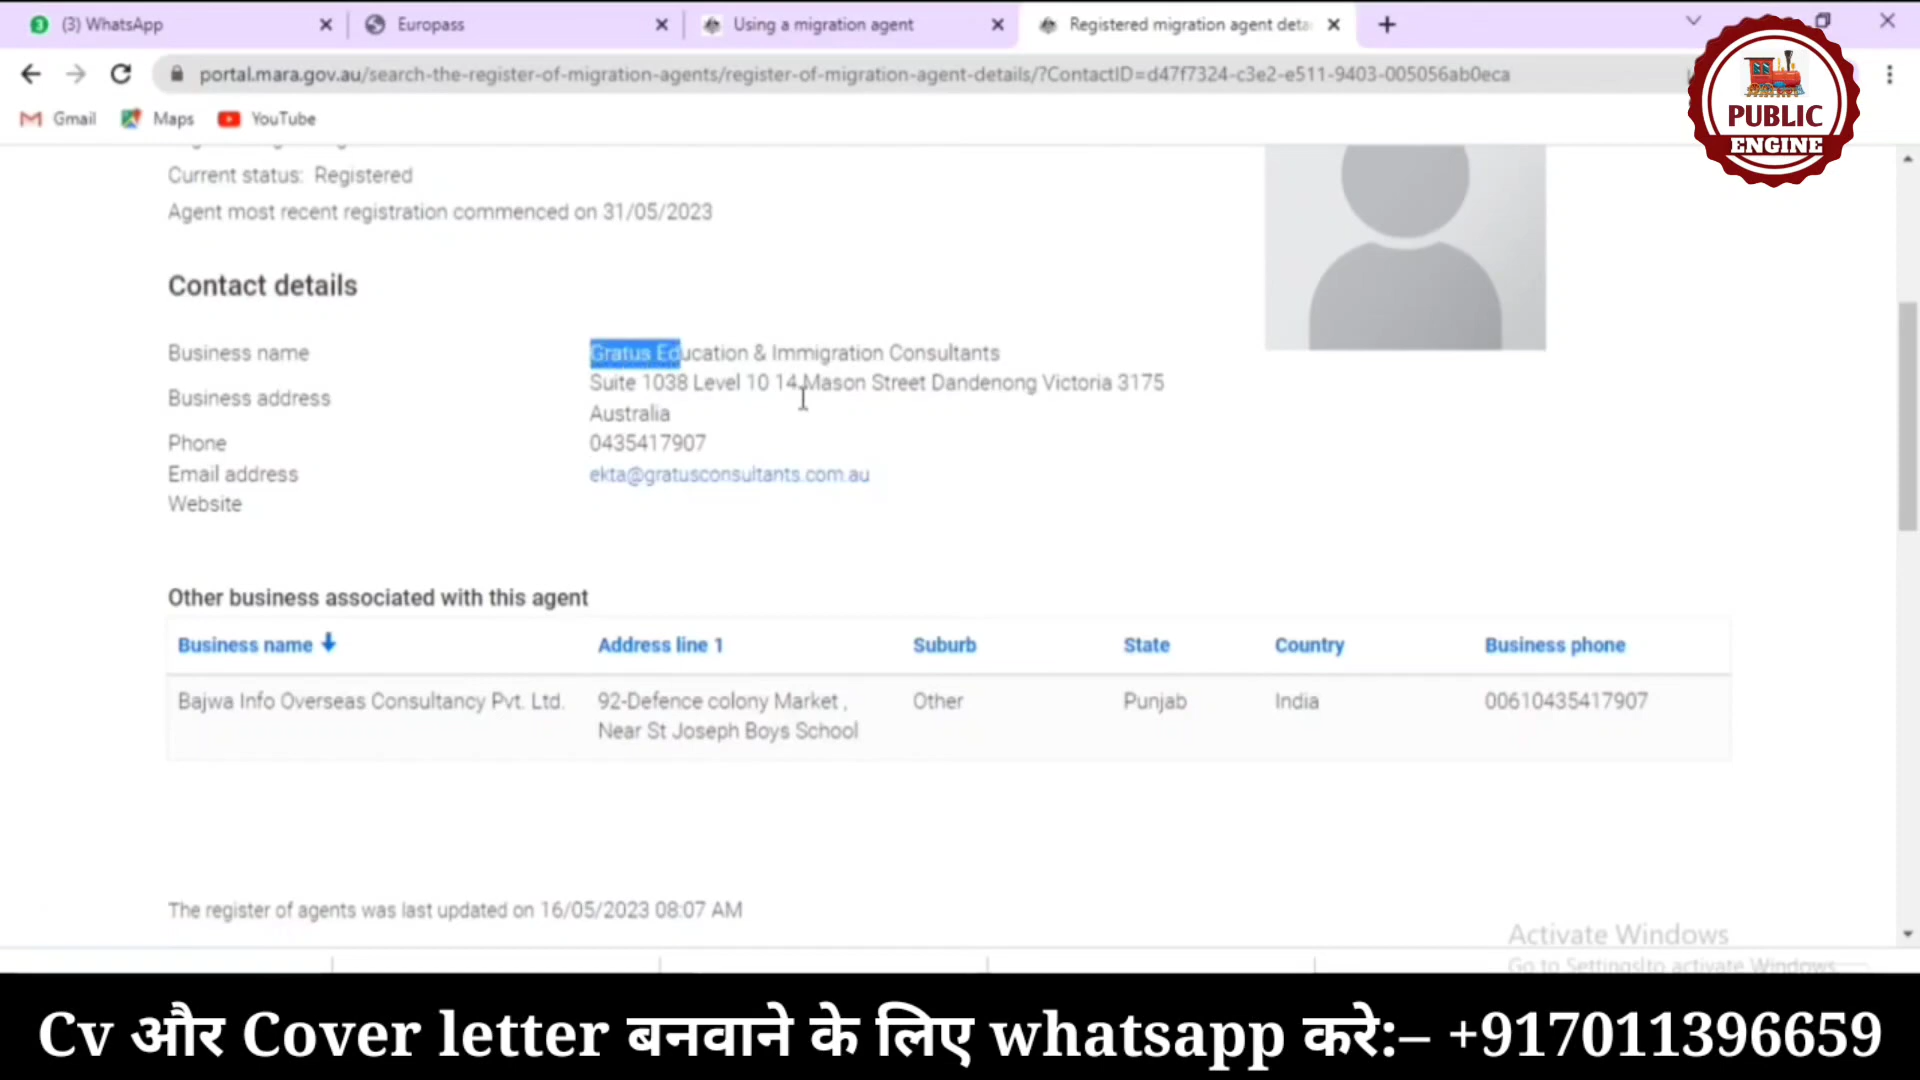 (3) WhatsApp
Europass
Using a migration agent
Registered migration agent deta
portal.mara.gov.au/search-the-register-of-migration-agents/register-of-migration-agent-details/?ContactID=d47f7324-c3e2-e511-9403-005056ab0eca
Gmail
Maps
YouTube
PUBLIC
ENGINE
Current status: Registered
Agent most recent registration commenced on 31/05/2023
Contact details
Business name
Gratus Education & Immigration Consultants
Business address
Suite 1038 Level 10 14 Mason Street Dandenong Victoria 3175
Australia
Phone
0435417907
Email address
ekta@gratusconsultants.com.au
Website
Other business associated with this agent
Business name
Address line 1
Suburb
State
Country
Business phone
Bajwa Info Overseas Consultancy Pvt. Ltd.
92-Defence colony Market ,
Near St Joseph Boys School
Other
Punjab
India
00610435417907
The register of agents was last updated on 16/05/2023 08:07 AM
Activate Windows
Go to Settings to activate Windows.
Cv और Cover letter बनवाने के लिए whatsapp करे:– +917011396659